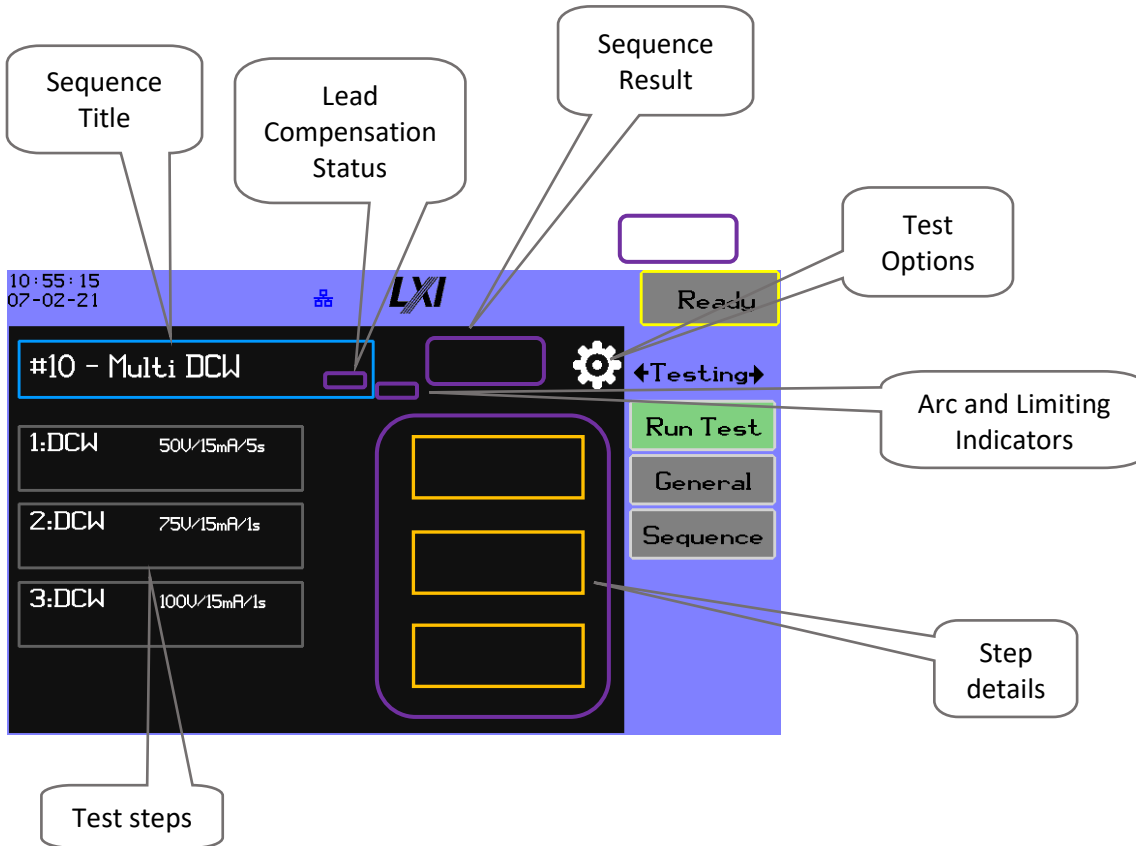 Sequence
Result
Sequence
Title
Lead
Compensation
Status
Test
Options
10:55:15
07-02-21
LXI
Ready
#10 - Multi DCW
←Testing→
Arc and Limiting
Indicators
1:DCW 50V/15mA/5s
Run Test
General
2:DCW 75V/15mA/1s
Sequence
3:DCW 100V/15mA/1s
Step
details
Test steps